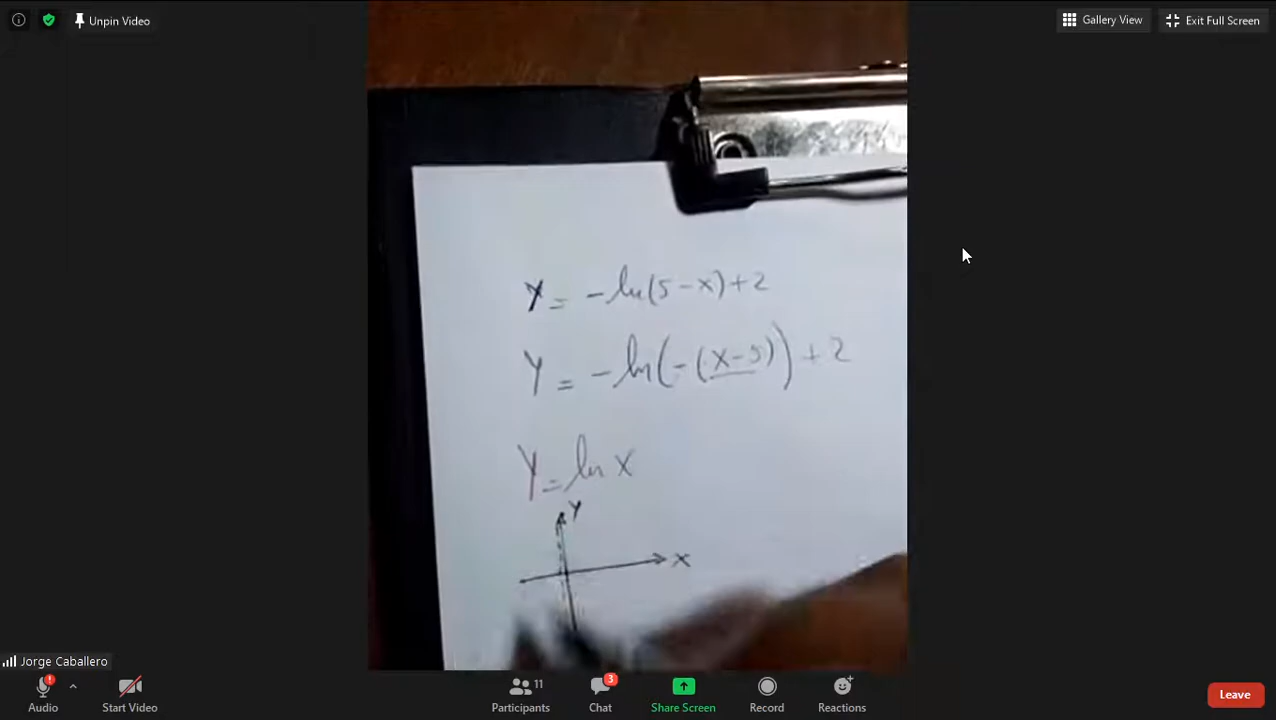 Unpin Video
Gallery View
Exit Full Screen
y = -ln(5-x)+2
y = -ln(-(x-5))+2
y = ln x
y
x
Jorge Caballero
Audio
Start Video
11
Participants
3
Chat
Share Screen
Record
Reactions
Leave